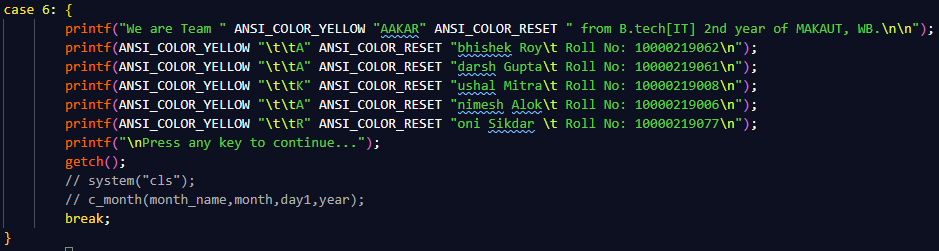 case 6: {
printf("We are Team " ANSI_COLOR_YELLOW "AAKAR" ANSI_COLOR_RESET " from B.tech[IT] 2nd year of MAKAUT, WB.\n\n");
printf(ANSI_COLOR_YELLOW "\t\tA" ANSI_COLOR_RESET "bhishek Roy\t Roll No: 10000219062\n");
printf(ANSI_COLOR_YELLOW "\t\tA" ANSI_COLOR_RESET "darsh Gupta\t Roll No: 10000219061\n");
printf(ANSI_COLOR_YELLOW "\t\tK" ANSI_COLOR_RESET "ushal Mitra\t Roll No: 10000219008\n");
printf(ANSI_COLOR_YELLOW "\t\tA" ANSI_COLOR_RESET "nimesh Alok\t Roll No: 10000219006\n");
printf(ANSI_COLOR_YELLOW "\t\tR" ANSI_COLOR_RESET "oni Sikdar \t Roll No: 10000219077\n");
printf("\nPress any key to continue...");
getch();
// system("cls");
// c_month(month_name,month,day1,year);
break;
}